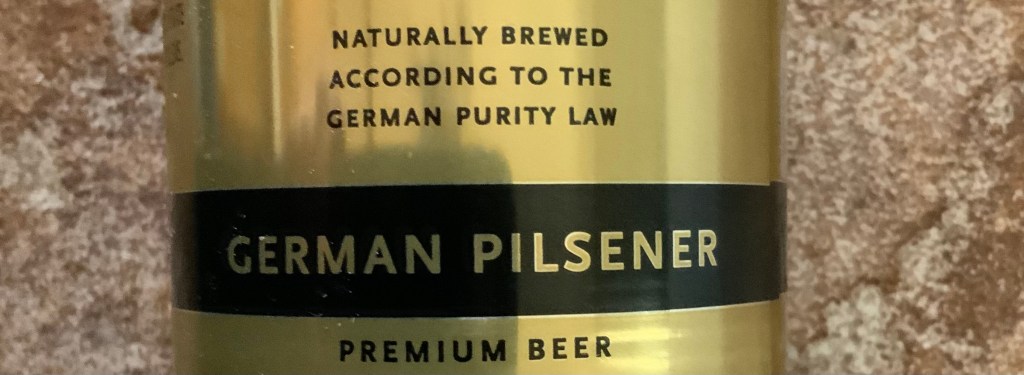 NATURALLY BREWED
ACCORDING TO THE
GERMAN PURITY LAW
GERMAN PILSENER
PREMIUM BEER